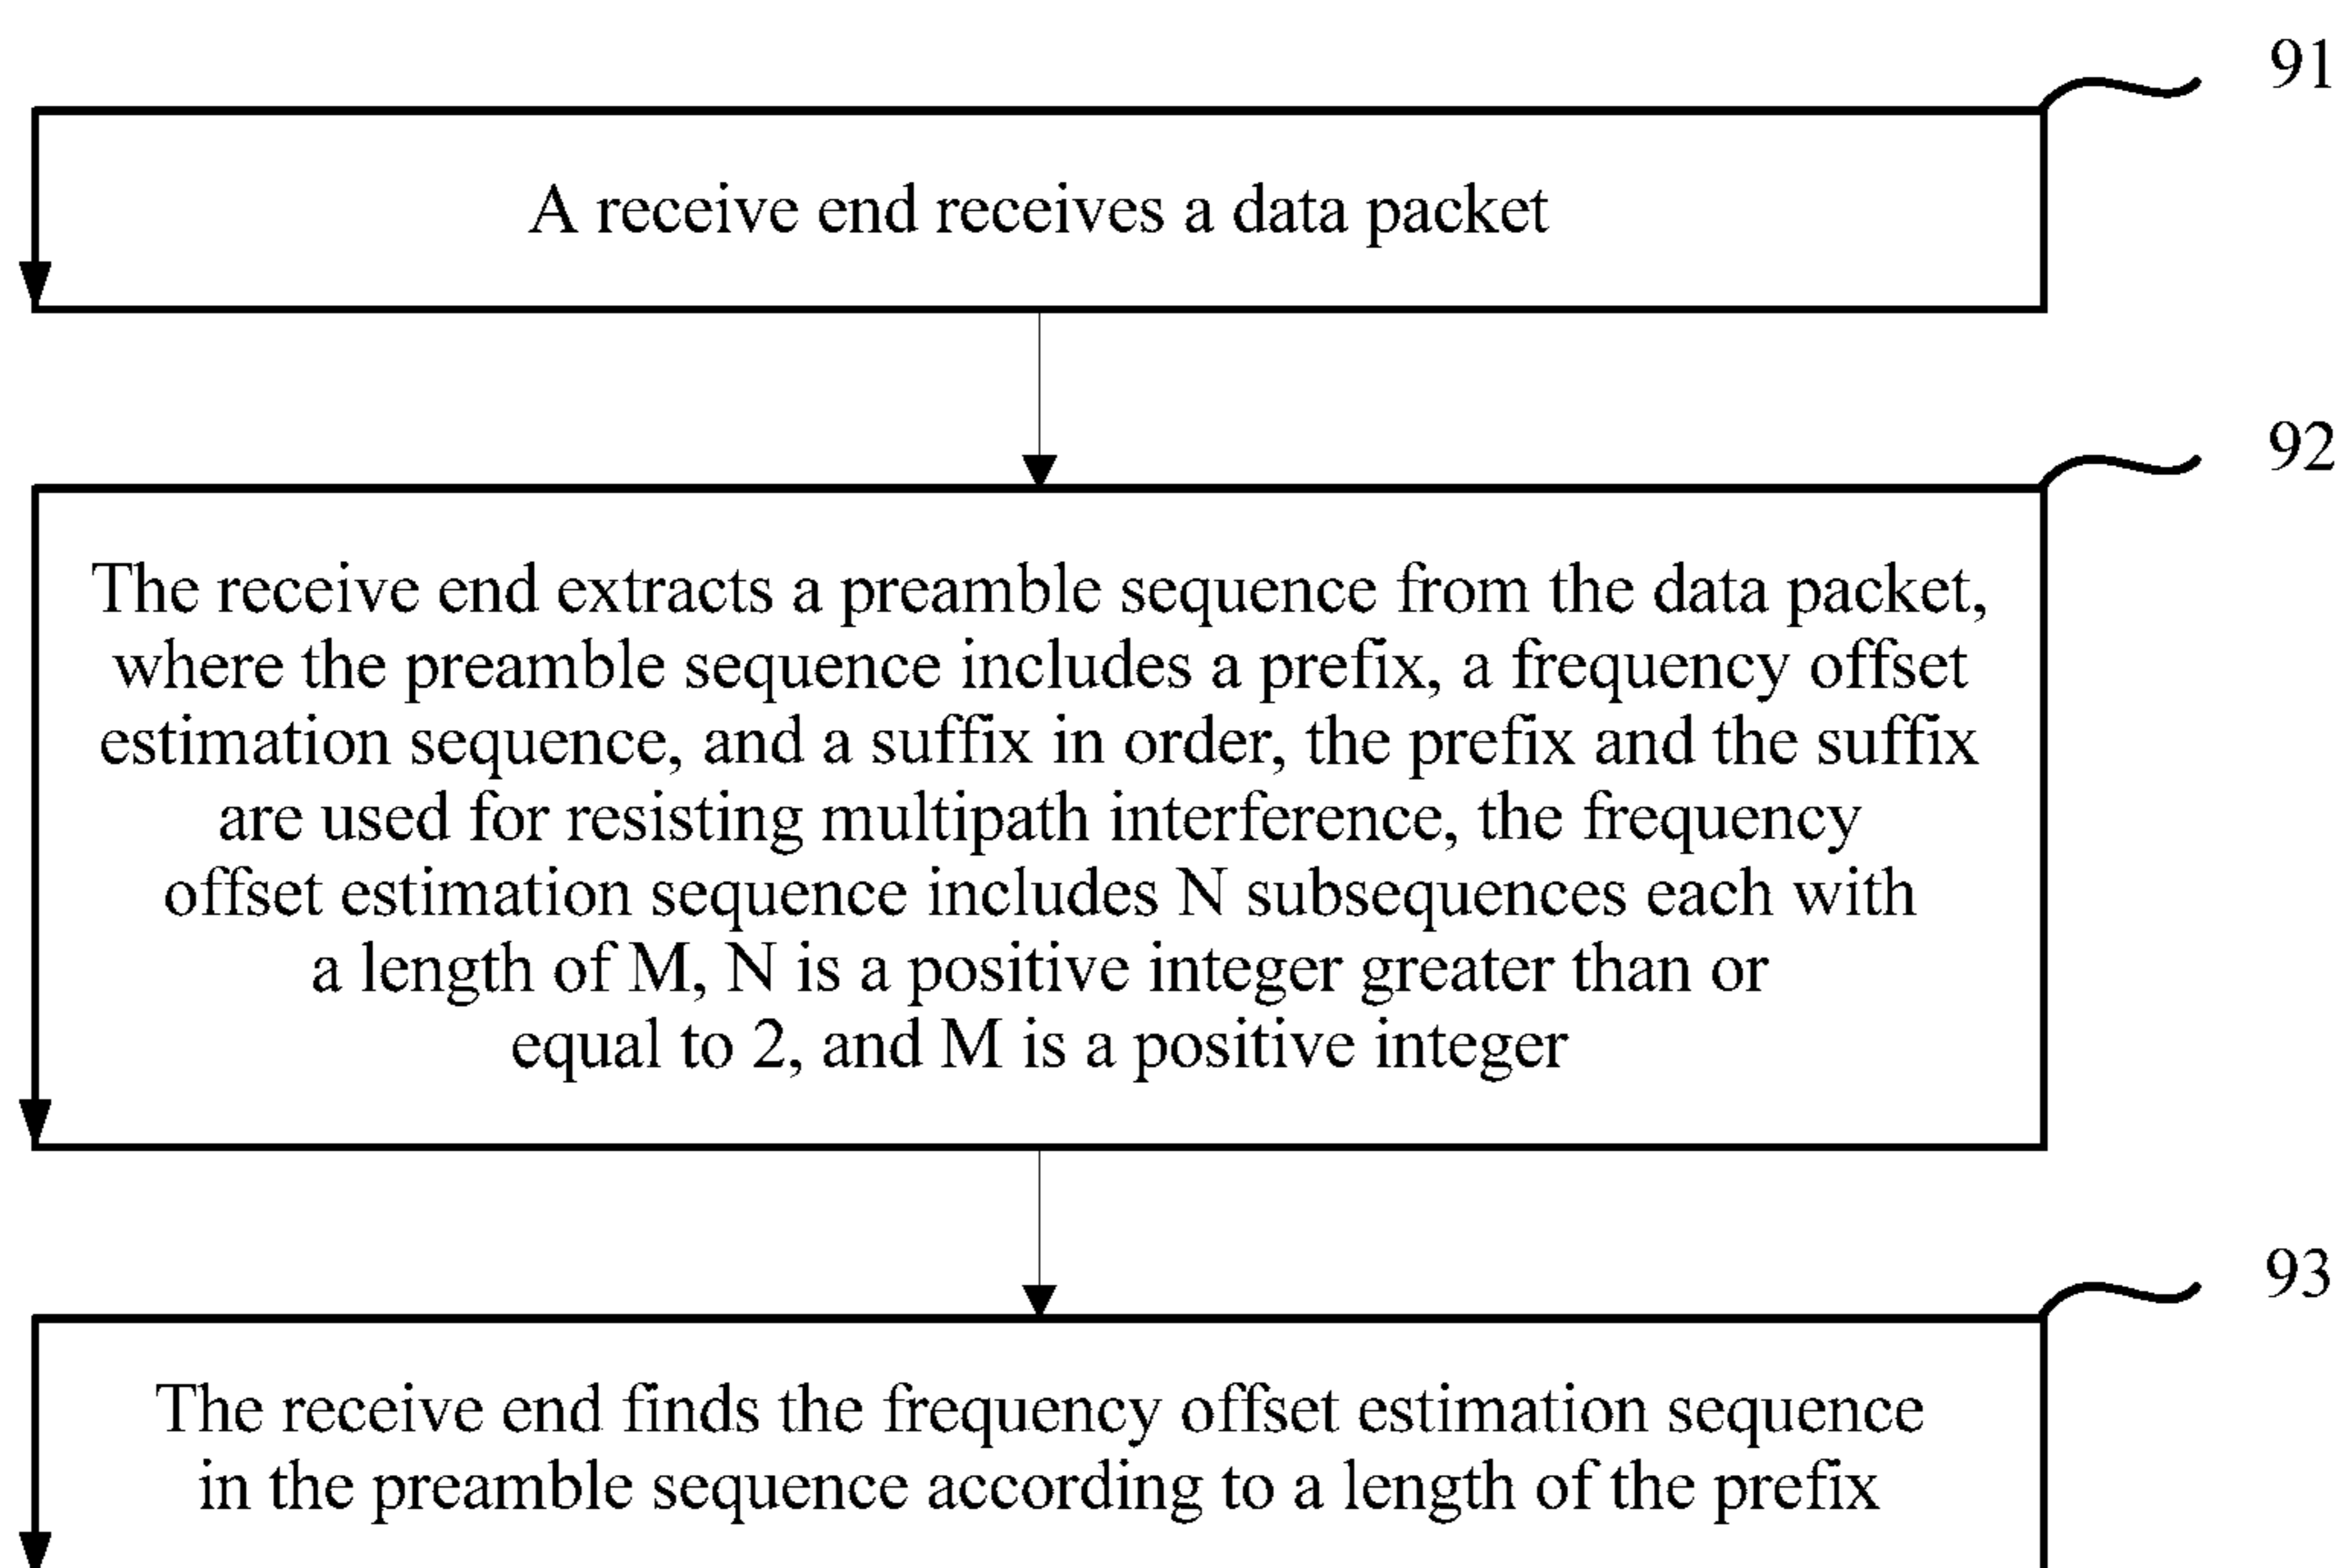 91
A receive end receives a data packet
92
The receive end extracts a preamble sequence from the data packet,
where the preamble sequence includes a prefix, a frequency offset
estimation sequence, and a suffix in order, the prefix and the suffix
are used for resisting multipath interference, the frequency
offset estimation sequence includes N subsequences each with
a length of M, N is a positive integer greater than or
equal to 2, and M is a positive integer
93
The receive end finds the frequency offset estimation sequence
in the preamble sequence according to a length of the prefix